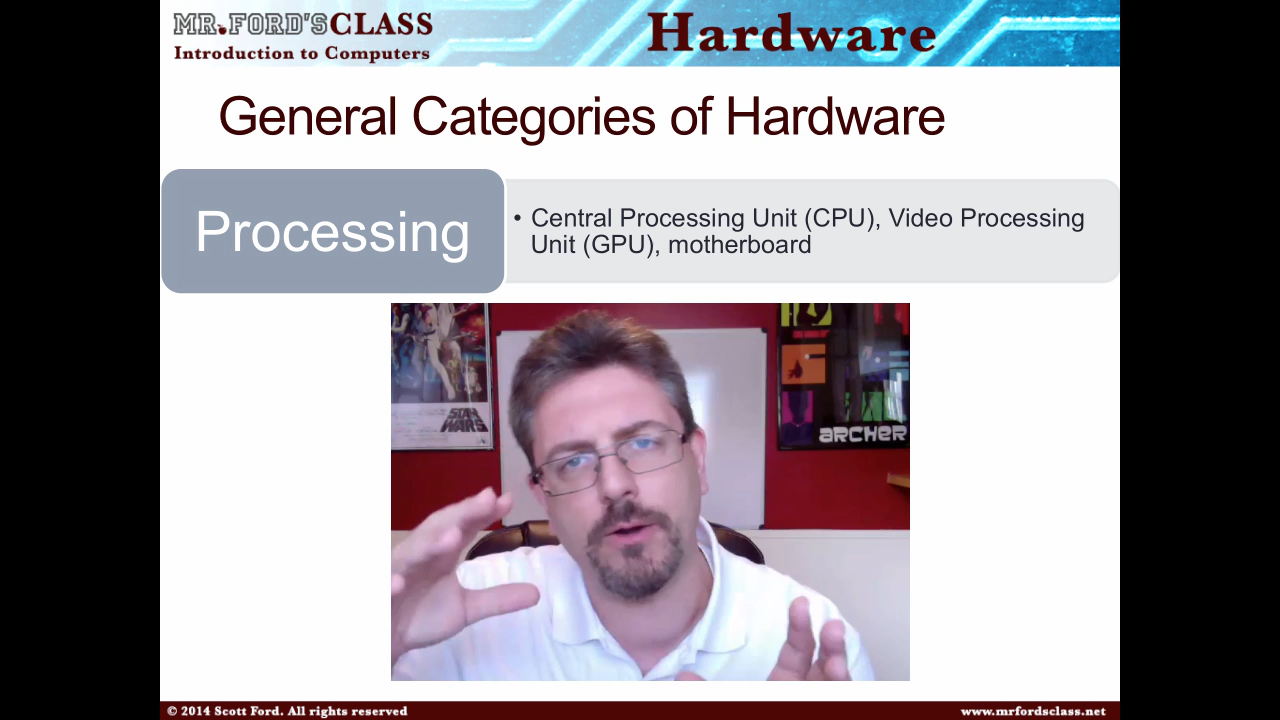 MR.FORD'S CLASS
Introduction to Computers
Hardware
General Categories of Hardware
Processing
• Central Processing Unit (CPU), Video Processing
Unit (GPU), motherboard
STAR
WARS
ARCHER
© 2014 Scott Ford. All rights reserved
www.mrfordsclass.net